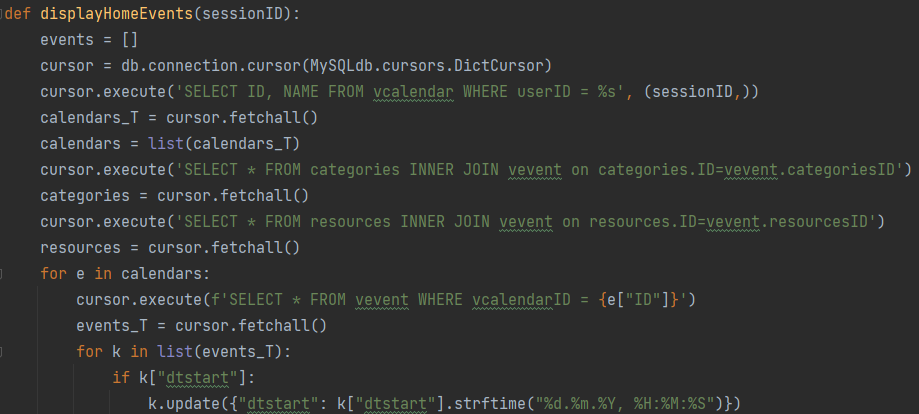 def displayHomeEvents(sessionID):
    events = []
    cursor = db.connection.cursor(MySQLdb.cursors.DictCursor)
    cursor.execute('SELECT ID, NAME FROM vcalendar WHERE userID = %s', (sessionID,))
    calendars_T = cursor.fetchall()
    calendars = list(calendars_T)
    cursor.execute('SELECT * FROM categories INNER JOIN vevent on categories.ID=vevent.categoriesID')
    categories = cursor.fetchall()
    cursor.execute('SELECT * FROM resources INNER JOIN vevent on resources.ID=vevent.resourcesID')
    resources = cursor.fetchall()
    for e in calendars:
        cursor.execute(f'SELECT * FROM vevent WHERE vcalendarID = {e["ID"]}')
        events_T = cursor.fetchall()
        for k in list(events_T):
            if k["dtstart"]:
                k.update({"dtstart": k["dtstart"].strftime("%d.%m.%Y, %H:%M:%S")})